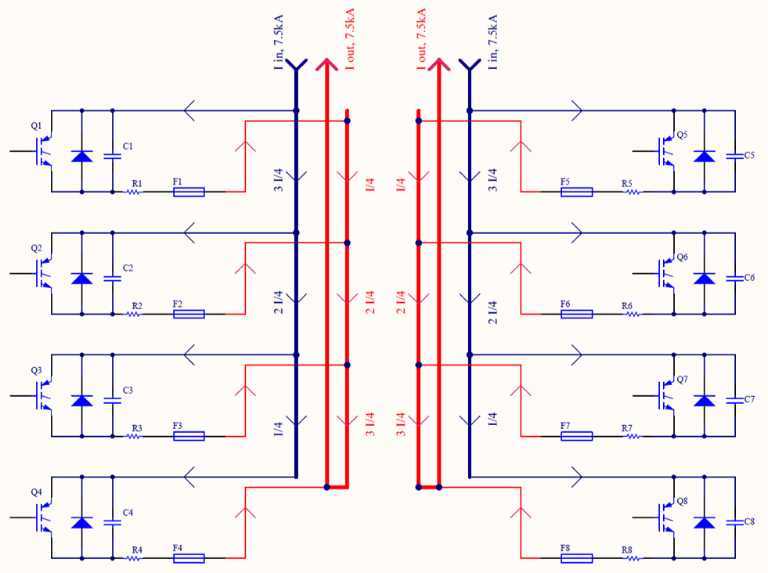 I in, 7.5kA
I out, 7.5kA
I out, 7.5kA
I in, 7.5kA
Q1
C1
R1
F1
3 I/4
I/4
I/4
3 I/4
F5
R5
Q5
C5
Q2
C2
R2
F2
2 I/4
2 I/4
2 I/4
2 I/4
F6
R6
Q6
C6
Q3
C3
R3
F3
I/4
3 I/4
3 I/4
I/4
F7
R7
Q7
C7
Q4
C4
R4
F4
F8
R8
Q8
C8